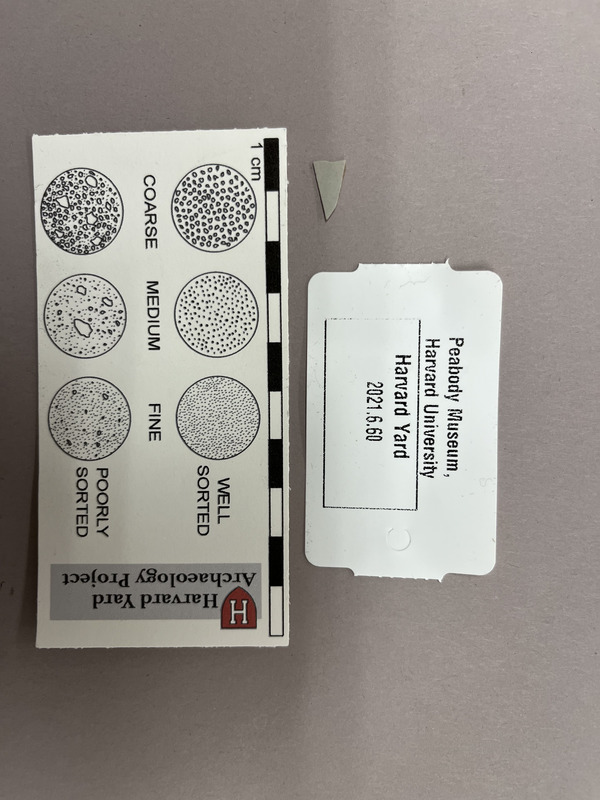 1 cm
COARSE
MEDIUM
FINE
WELL
SORTED
POORLY
SORTED
Harvard Yard
Archaeology Project
H
Peabody Museum,
Harvard University
Harvard Yard
2021.6.60